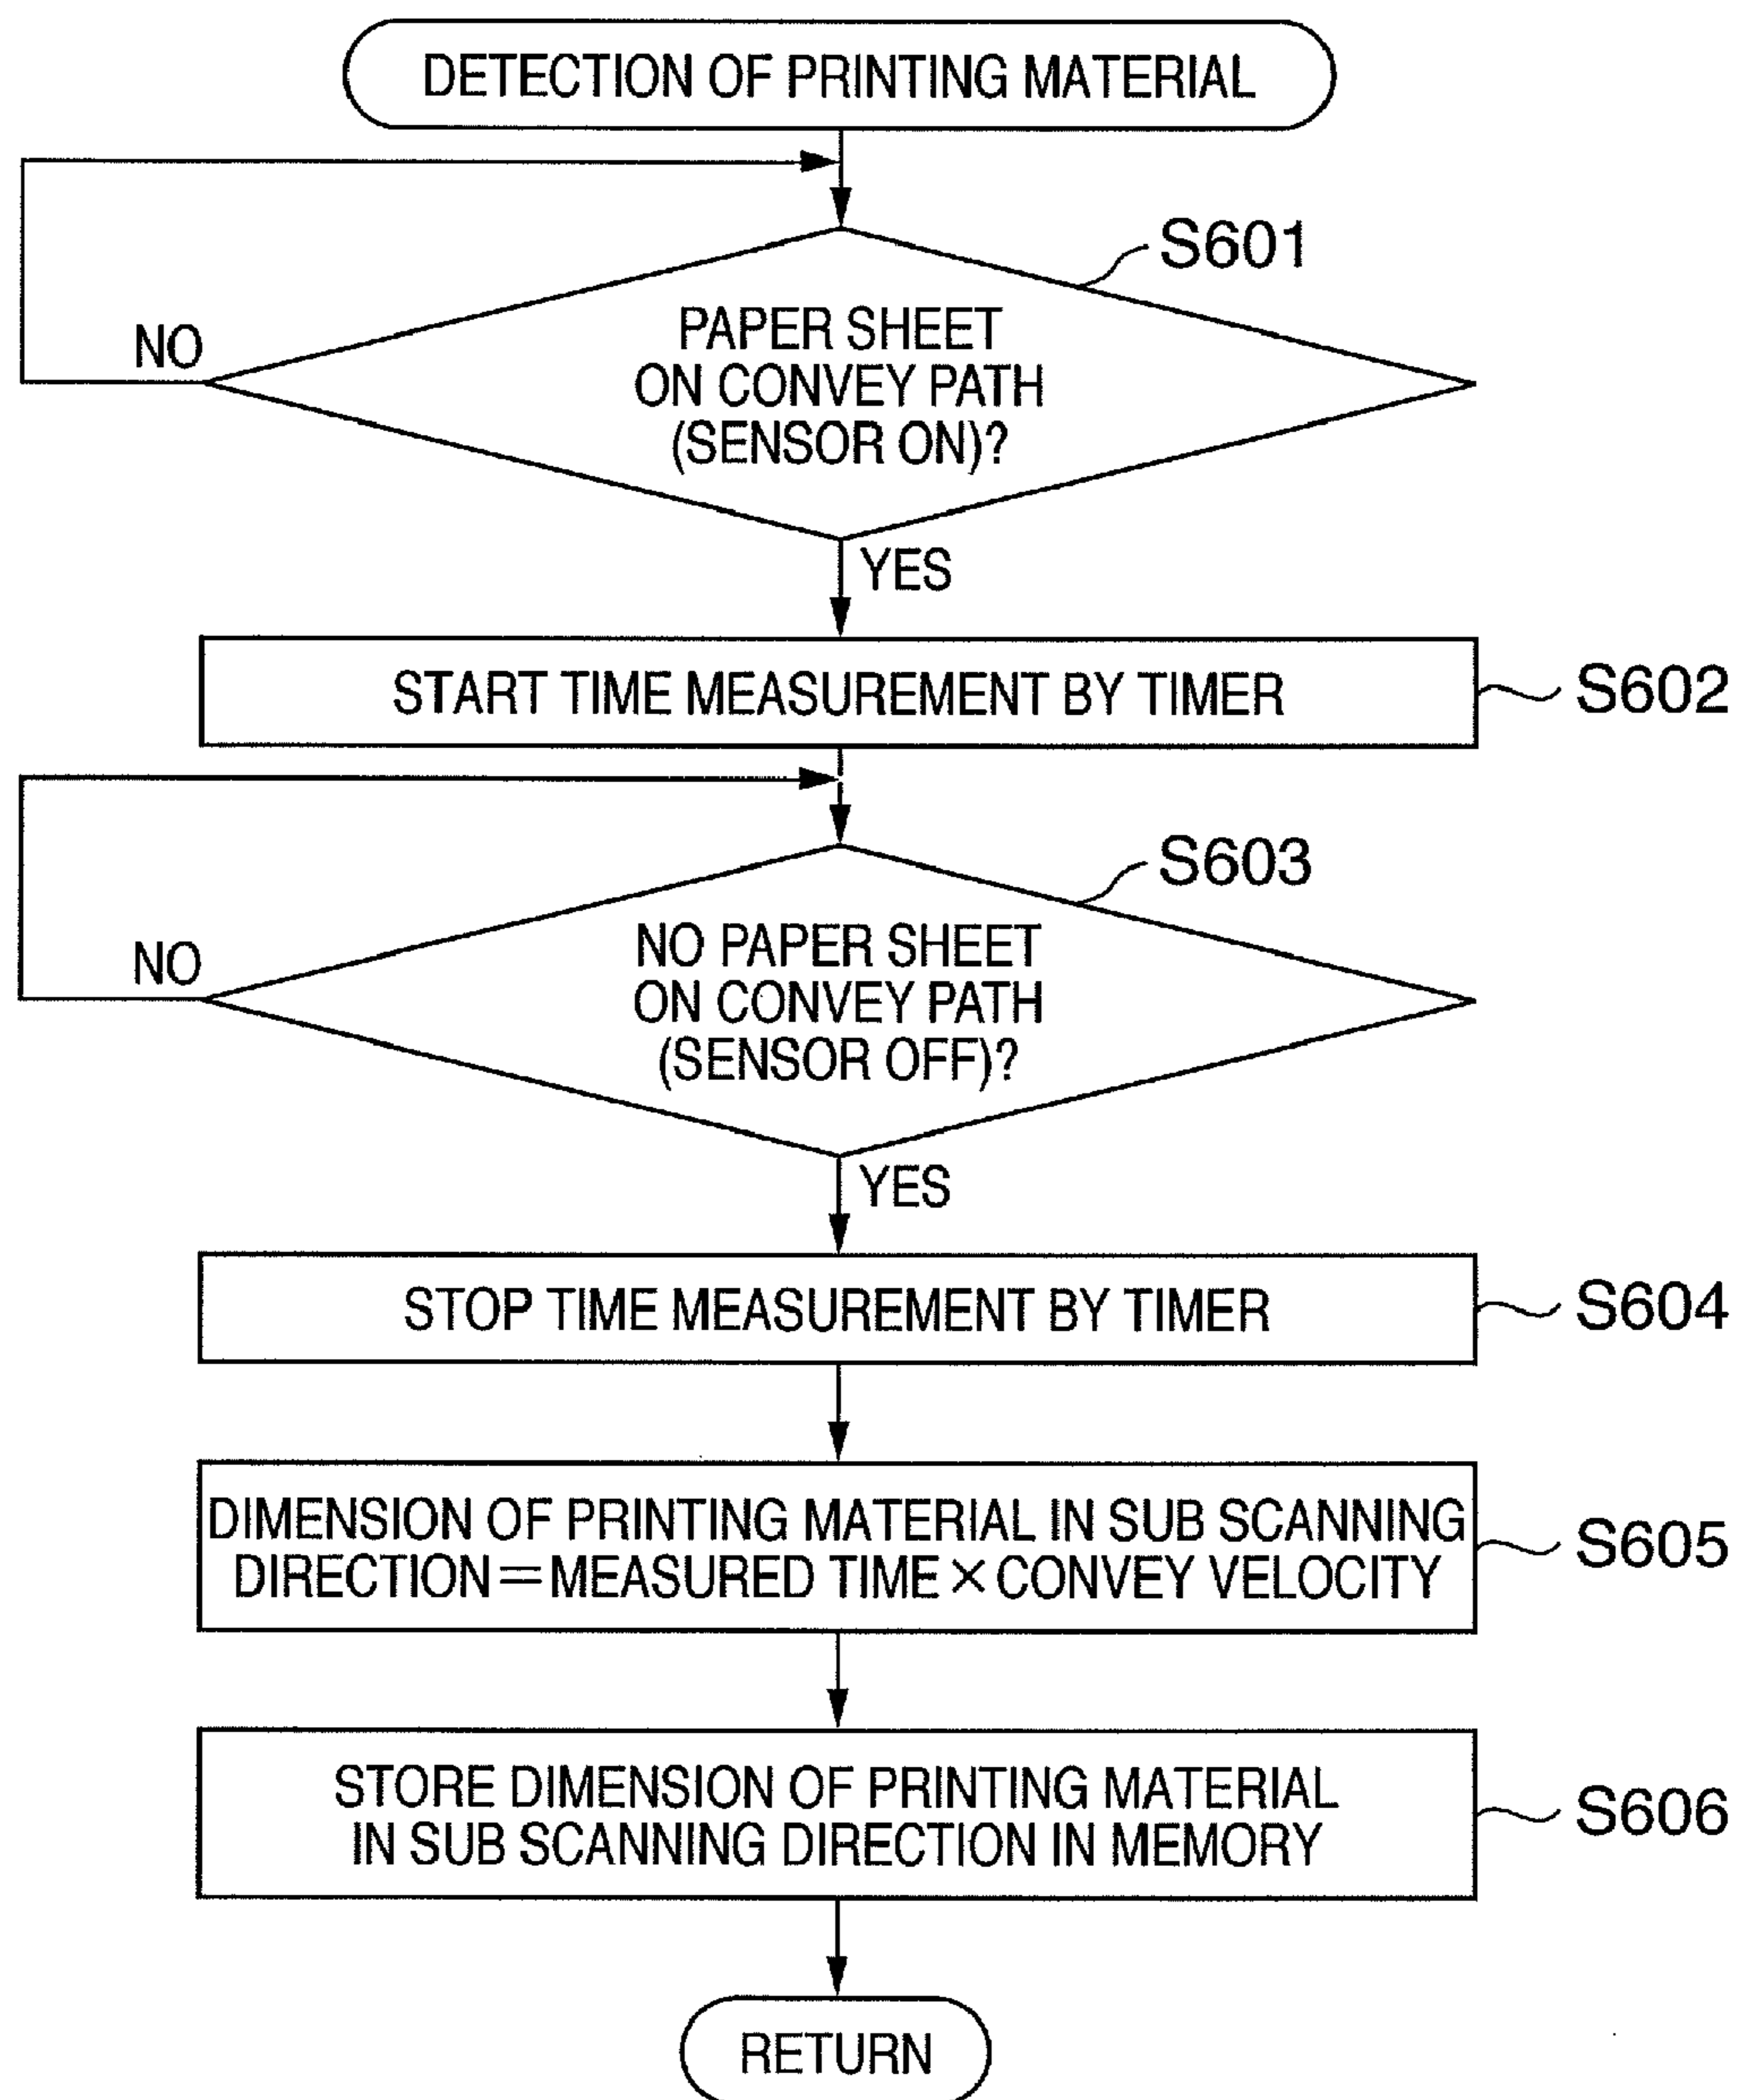 DETECTION OF PRINTING MATERIAL
S601
PAPER SHEET
ON CONVEY PATH
(SENSOR ON)?
NO
YES
START TIME MEASUREMENT BY TIMER
S602
S603
NO PAPER SHEET
ON CONVEY PATH
(SENSOR OFF)?
NO
YES
STOP TIME MEASUREMENT BY TIMER
S604
DIMENSION OF PRINTING MATERIAL IN SUB SCANNING
DIRECTION=MEASURED TIME×CONVEY VELOCITY
S605
STORE DIMENSION OF PRINTING MATERIAL
IN SUB SCANNING DIRECTION IN MEMORY
S606
RETURN